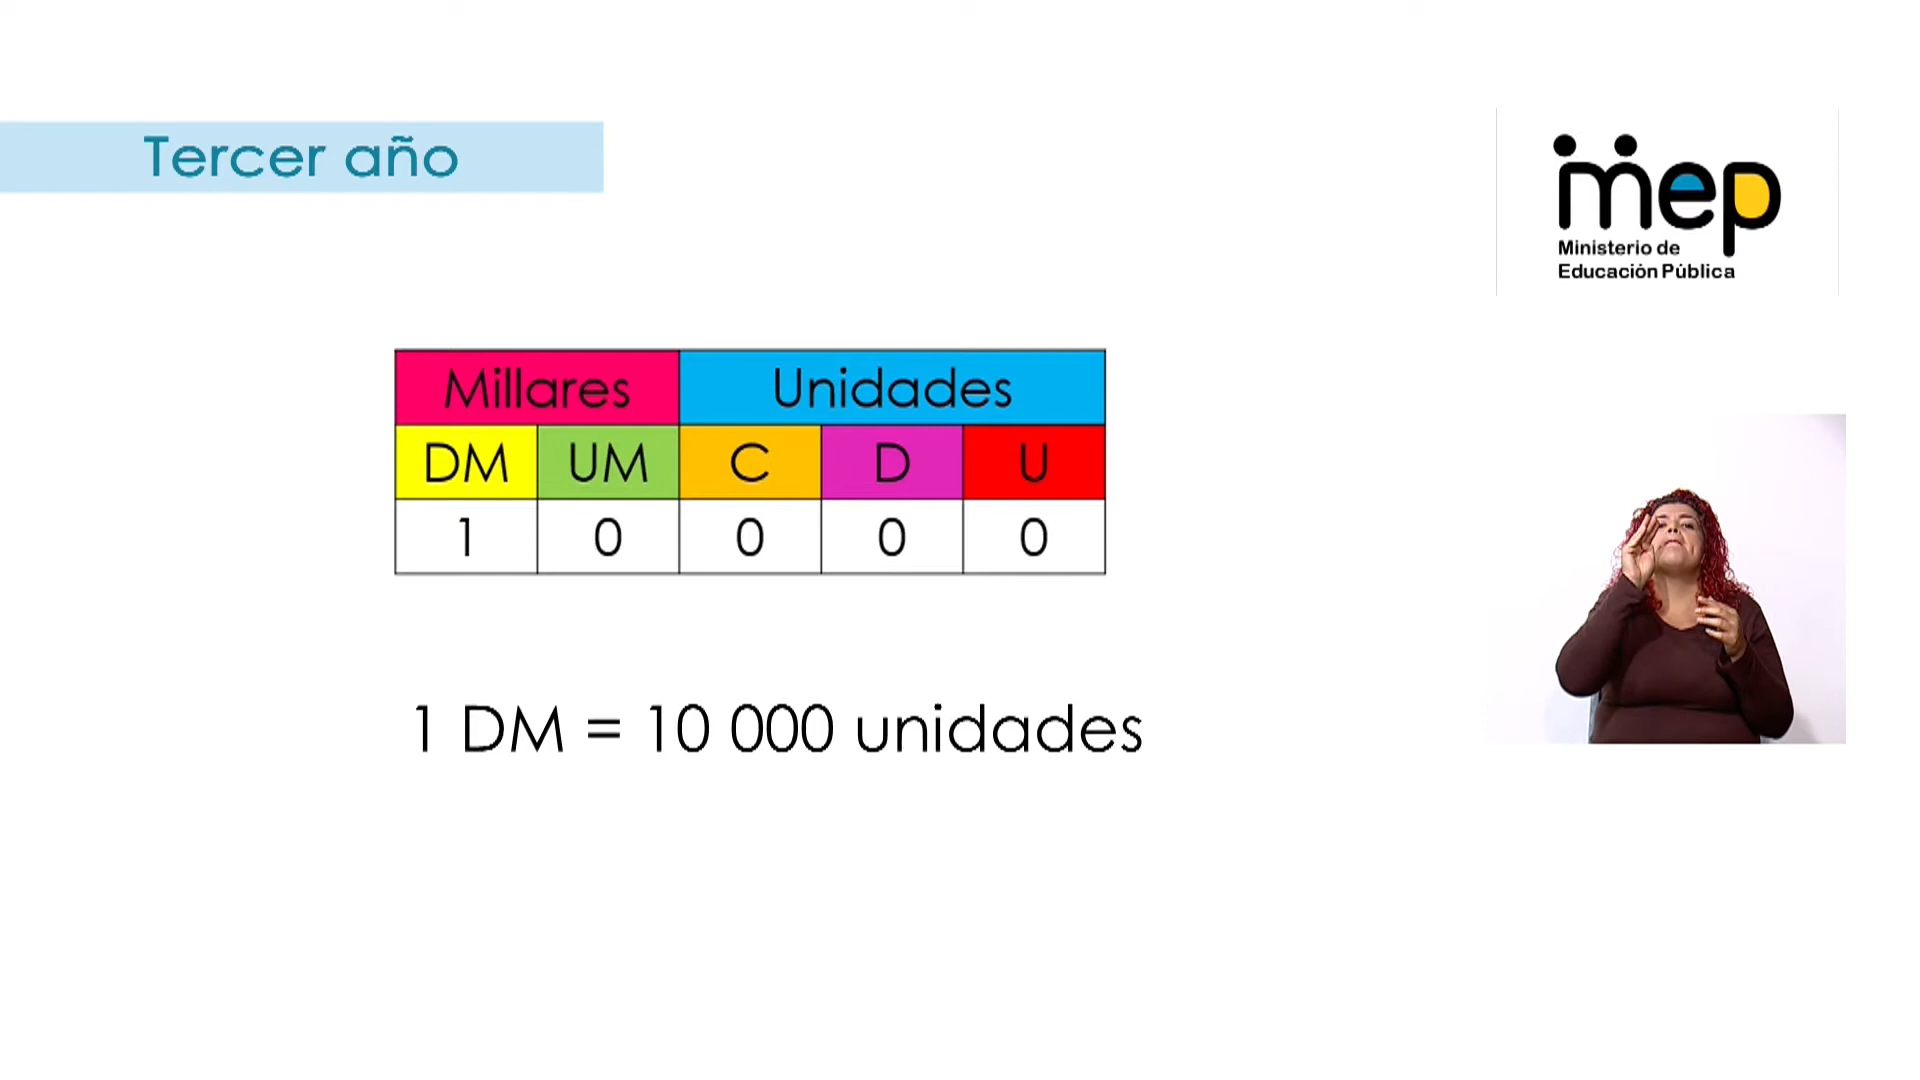 Tercer año
mep
Ministerio de
Educación Pública
Millares Unidades
DM UM C D U
1 0 0 0 0
1 DM = 10 000 unidades